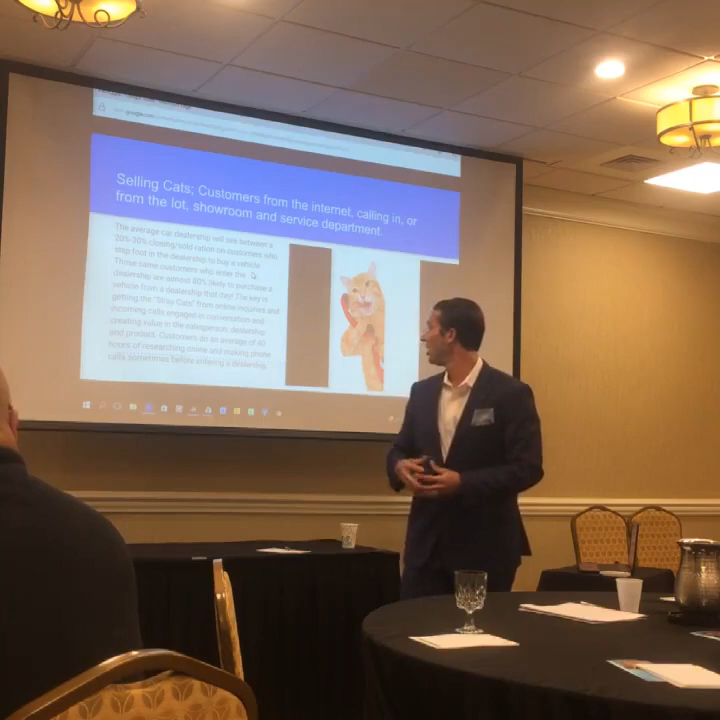 google.com
Selling Cats; Customers from the internet, calling in, or
from the lot, showroom and service department.
The average car dealership will see between a
20%-30% closing/sold ration on customers who
step foot in the dealership to buy a vehicle.
Those same customers who enter the
dealership are almost 80% likely to purchase a
vehicle from a dealership that day! The key is
getting the "Stray Cats" from online inquiries and
incoming calls engaged in conversation and
creating value in the salesperson, dealership
and product. Customers do an average of 40
hours of researching online and making phone
calls sometimes before entering a dealership.